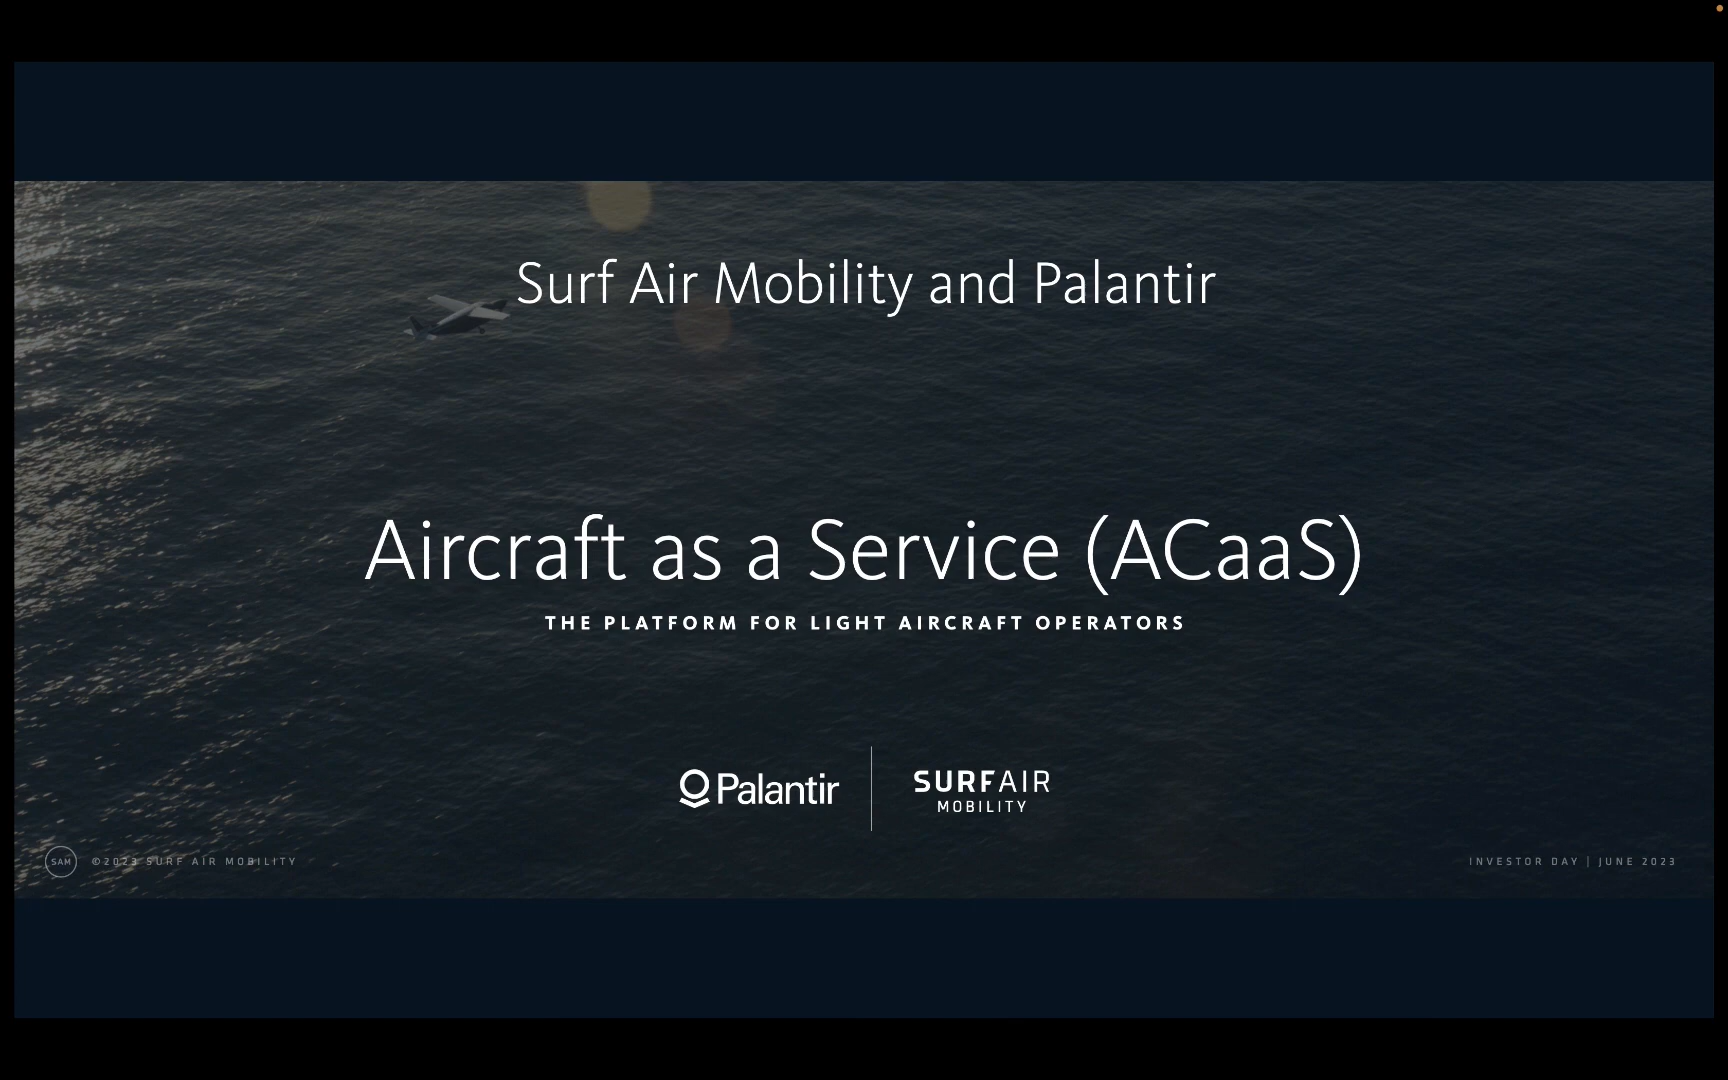 Surf Air Mobility and Palantir
Aircraft as a Service (ACaaS)
THE PLATFORM FOR LIGHT AIRCRAFT OPERATORS
Palantir
SURFAIR
MOBILITY
SAM ©2023 SURF AIR MOBILITY
INVESTOR DAY | JUNE 2023